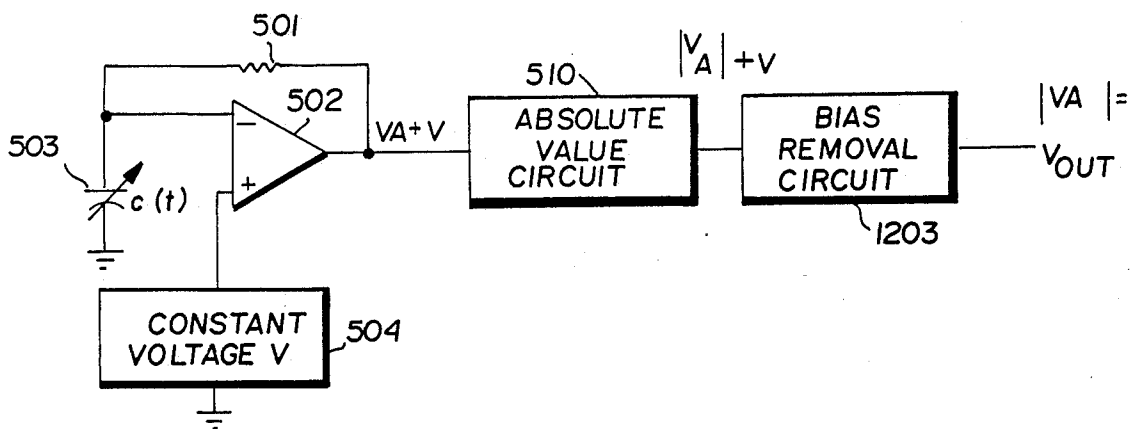 501
502
503
c (t)
−
+
VA+V
510
ABSOLUTE
VALUE
CIRCUIT
|VA|+V
BIAS
REMOVAL
CIRCUIT
1203
|VA|=
VOUT
CONSTANT
VOLTAGE V
504